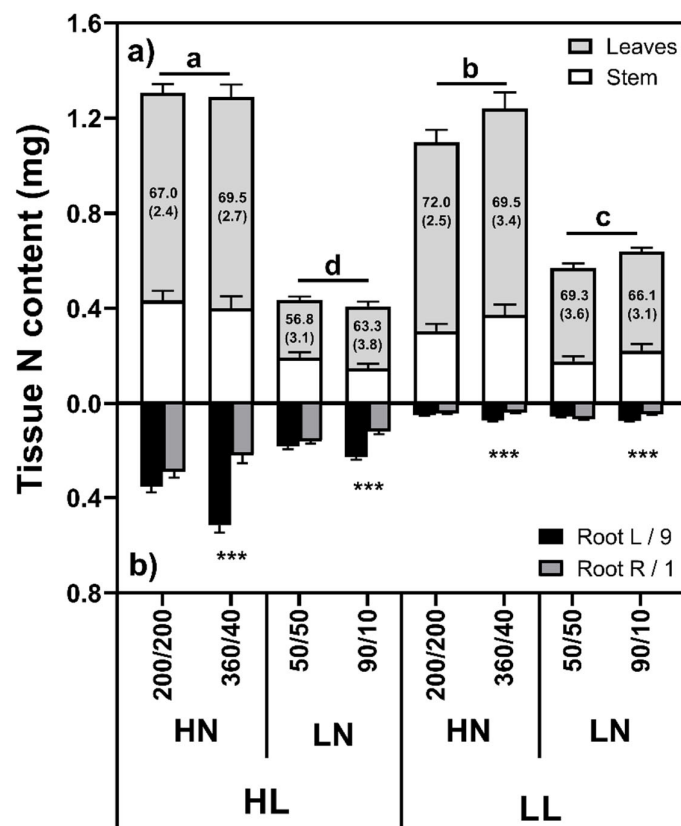 a)
Leaves
Stem
Tissue N content (mg)
1.6
1.2
0.8
0.4
0.0
0.4
0.8
a
67.0
(2.4)
69.5
(2.7)
d
56.8
(3.1)
63.3
(3.8)
b
72.0
(2.5)
69.5
(3.4)
c
69.3
(3.6)
66.1
(3.1)
***
***
***
***
b)
Root L / 9
Root R / 1
200/200
360/40
50/50
90/10
200/200
360/40
50/50
90/10
HN
LN
HN
LN
HL
LL